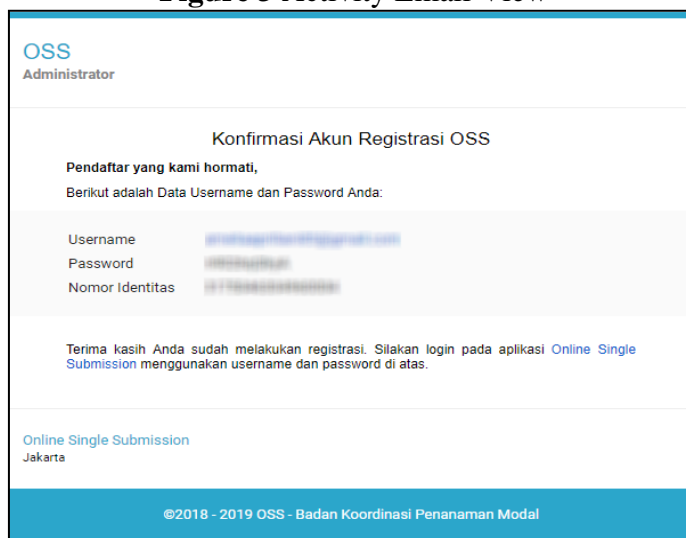 OSS
Administrator
Konfirmasi Akun Registrasi OSS
Pendaftar yang kami hormati,
Berikut adalah Data Username dan Password Anda:
Username
Password
Nomor Identitas
Terima kasih Anda sudah melakukan registrasi. Silakan login pada aplikasi Online Single
Submission menggunakan username dan password di atas.
Online Single Submission
Jakarta
©2018 - 2019 OSS - Badan Koordinasi Penanaman Modal